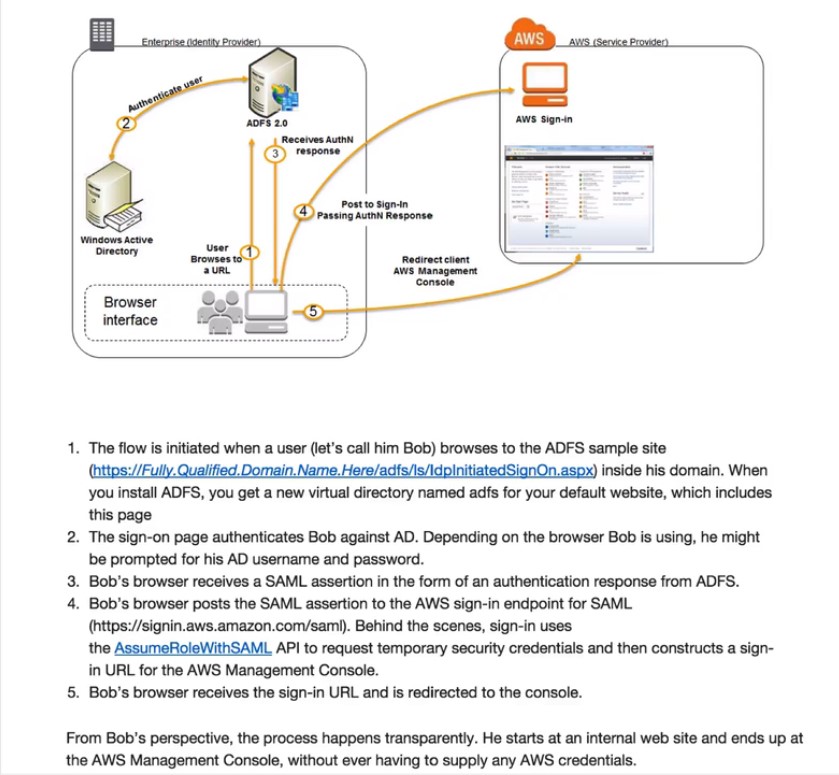 Enterprise (Identity Provider)
AWS
AWS (Service Provider)
Authenticate user
2
ADFS 2.0
AWS Sign-in
3
Receives AuthN
response
4
Post to Sign-In
Passing AuthN Response
Windows Active
Directory
User
Browses to
a URL
1
Redirect client
AWS Management
Console
Browser
interface
5
1. The flow is initiated when a user (let's call him Bob) browses to the ADFS sample site
(https://Fully.Qualified.Domain.Name.Here/adfs/ls/IdpInitiatedSignOn.aspx) inside his domain. When
you install ADFS, you get a new virtual directory named adfs for your default website, which includes
this page
2. The sign-on page authenticates Bob against AD. Depending on the browser Bob is using, he might
be prompted for his AD username and password.
3. Bob's browser receives a SAML assertion in the form of an authentication response from ADFS.
4. Bob's browser posts the SAML assertion to the AWS sign-in endpoint for SAML
(https://signin.aws.amazon.com/saml). Behind the scenes, sign-in uses
the AssumeRoleWithSAML API to request temporary security credentials and then constructs a sign-
in URL for the AWS Management Console.
5. Bob's browser receives the sign-in URL and is redirected to the console.
From Bob's perspective, the process happens transparently. He starts at an internal web site and ends up at
the AWS Management Console, without ever having to supply any AWS credentials.